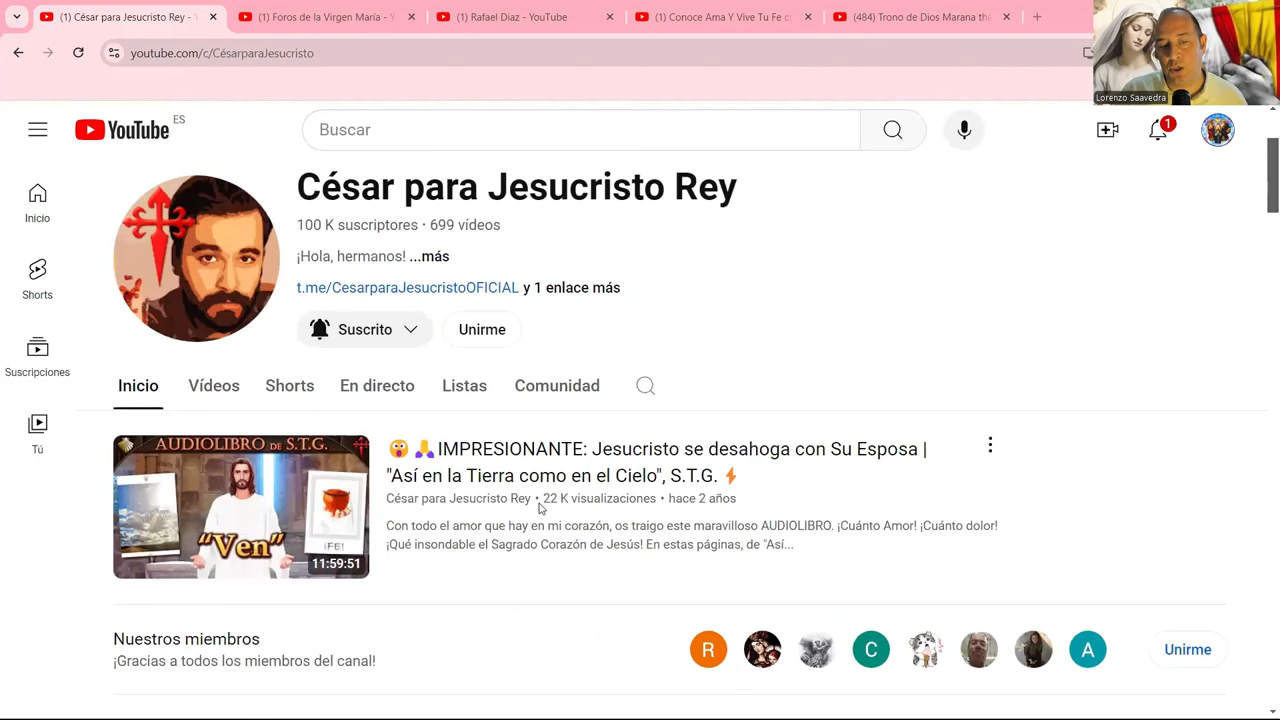 (1) César para Jesucristo Rey -
(1) Foros de la Virgen María -
(1) Rafael Diaz - YouTube
(1) Conoce Ama Y Vive Tu Fe c
(484) Trono de Dios Marana tha
youtube.com/c/CésarparaJesucristo
Lorenzo Saavedra
YouTube
ES
Buscar
1
Inicio
Shorts
Suscripciones
Tú
César para Jesucristo Rey
100 K suscriptores • 699 vídeos
¡Hola, hermanos! ...más
t.me/CesarparaJesucristoOFICIAL y 1 enlace más
Suscrito
Unirme
Inicio Vídeos Shorts En directo Listas Comunidad
AUDIOLIBRO DE S.T.G.
"Ven"
¡FE!
11:59:51
IMPRESIONANTE: Jesucristo se desahoga con Su Esposa |
"Así en la Tierra como en el Cielo", S.T.G.
César para Jesucristo Rey • 22 K visualizaciones • hace 2 años
Con todo el amor que hay en mi corazón, os traigo este maravilloso AUDIOLIBRO. ¡Cuánto Amor! ¡Cuánto dolor!
¡Qué insondable el Sagrado Corazón de Jesús! En estas páginas, de "Así...
Nuestros miembros
¡Gracias a todos los miembros del canal!
R
C
A
Unirme